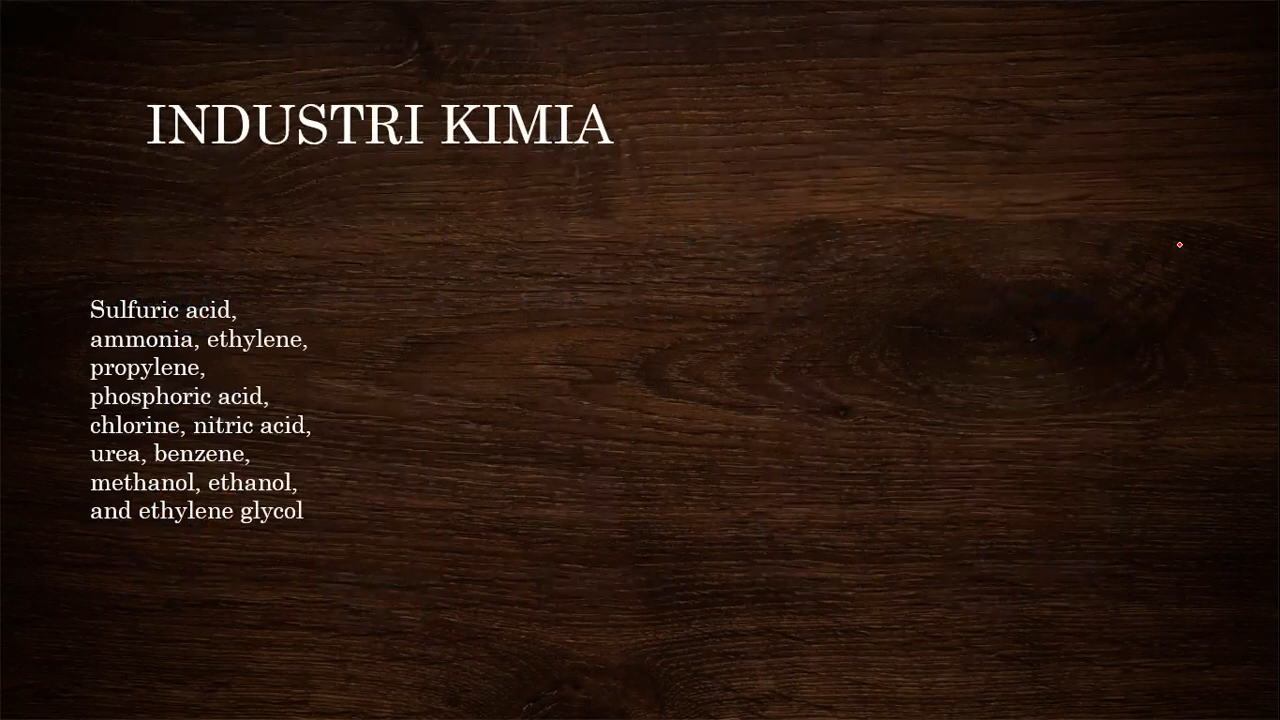 INDUSTRI KIMIA
Sulfuric acid,
ammonia, ethylene,
propylene,
phosphoric acid,
chlorine, nitric acid,
urea, benzene,
methanol, ethanol,
and ethylene glycol